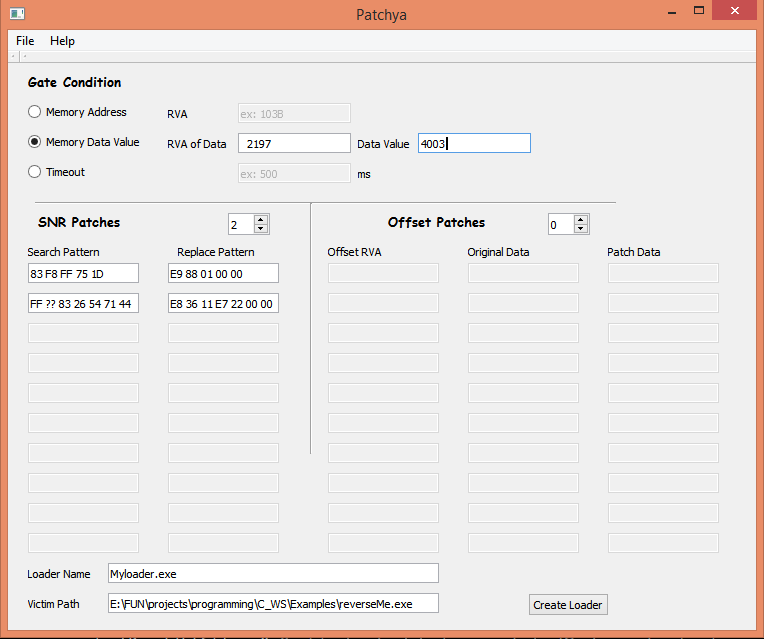 Patchya
File Help
Gate Condition
Memory Address RVA ex: 103B
Memory Data Value RVA of Data 2197 Data Value 4003
Timeout ex: 500 ms
SNR Patches 2 Offset Patches 0
Search Pattern Replace Pattern Offset RVA Original Data Patch Data
83 F8 FF 75 1D E9 88 01 00 00
FF ?? 83 26 54 71 44 E8 36 11 E7 22 00 00
Loader Name Myloader.exe
Victim Path E:\FUN\projects\programming\C_WS\Examples\reverseMe.exe Create Loader